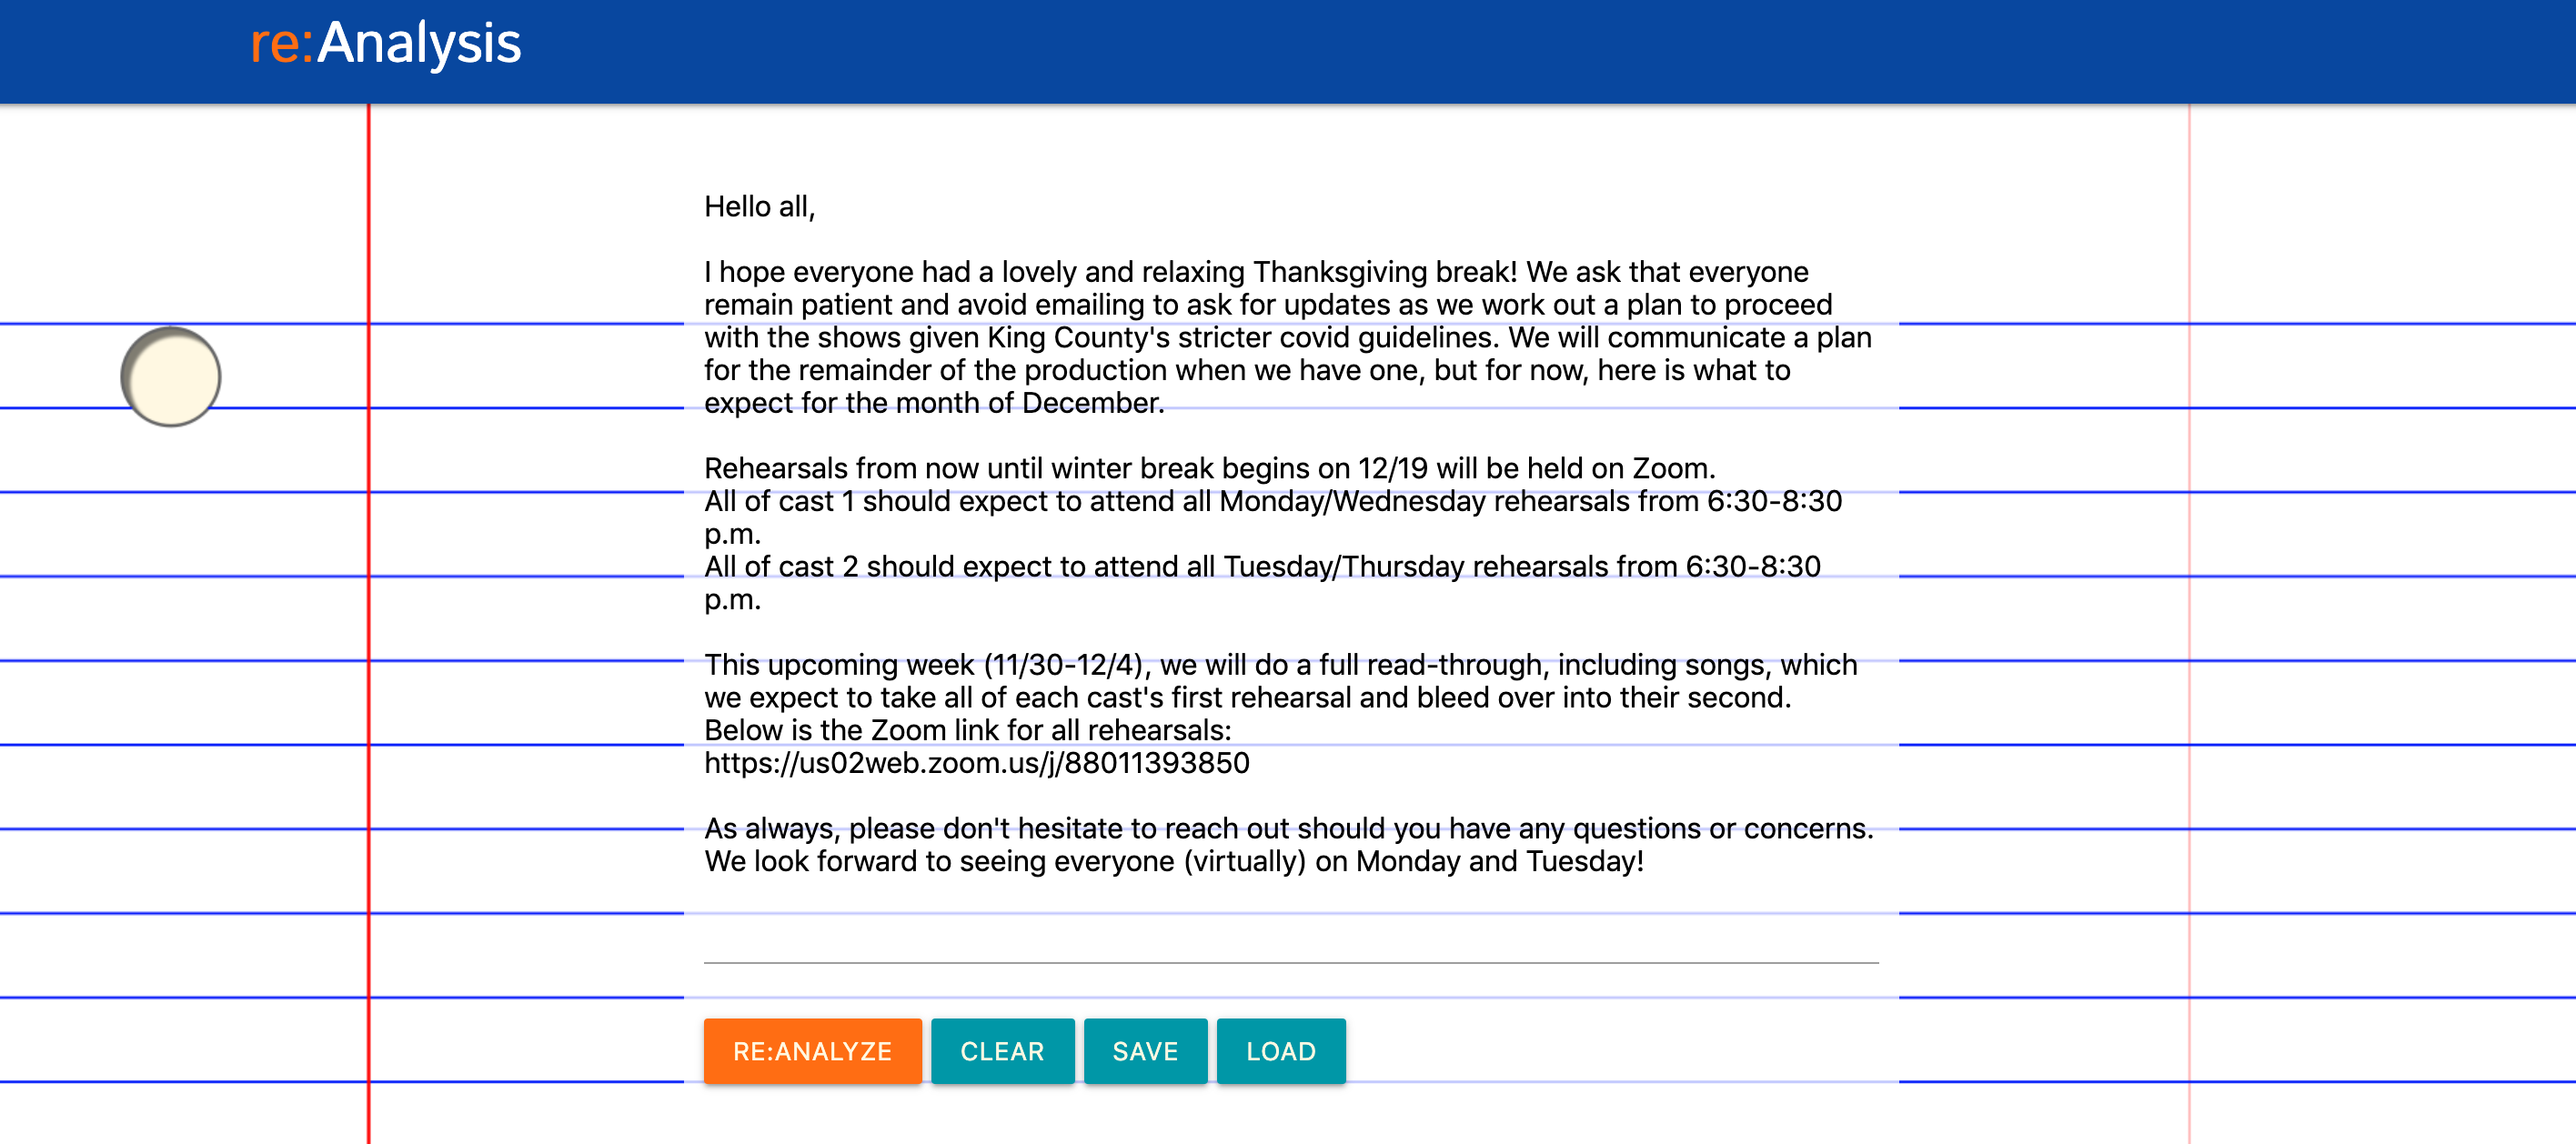 re:Analysis
Hello all,
I hope everyone had a lovely and relaxing Thanksgiving break! We ask that everyone
remain patient and avoid emailing to ask for updates as we work out a plan to proceed
with the shows given King County's stricter covid guidelines. We will communicate a plan
for the remainder of the production when we have one, but for now, here is what to
expect for the month of December.
Rehearsals from now until winter break begins on 12/19 will be held on Zoom.
All of cast 1 should expect to attend all Monday/Wednesday rehearsals from 6:30-8:30
p.m.
All of cast 2 should expect to attend all Tuesday/Thursday rehearsals from 6:30-8:30
p.m.
This upcoming week (11/30-12/4), we will do a full read-through, including songs, which
we expect to take all of each cast's first rehearsal and bleed over into their second.
Below is the Zoom link for all rehearsals:
https://us02web.zoom.us/j/88011393850
As always, please don't hesitate to reach out should you have any questions or concerns.
We look forward to seeing everyone (virtually) on Monday and Tuesday!
RE:ANALYZE CLEAR SAVE LOAD